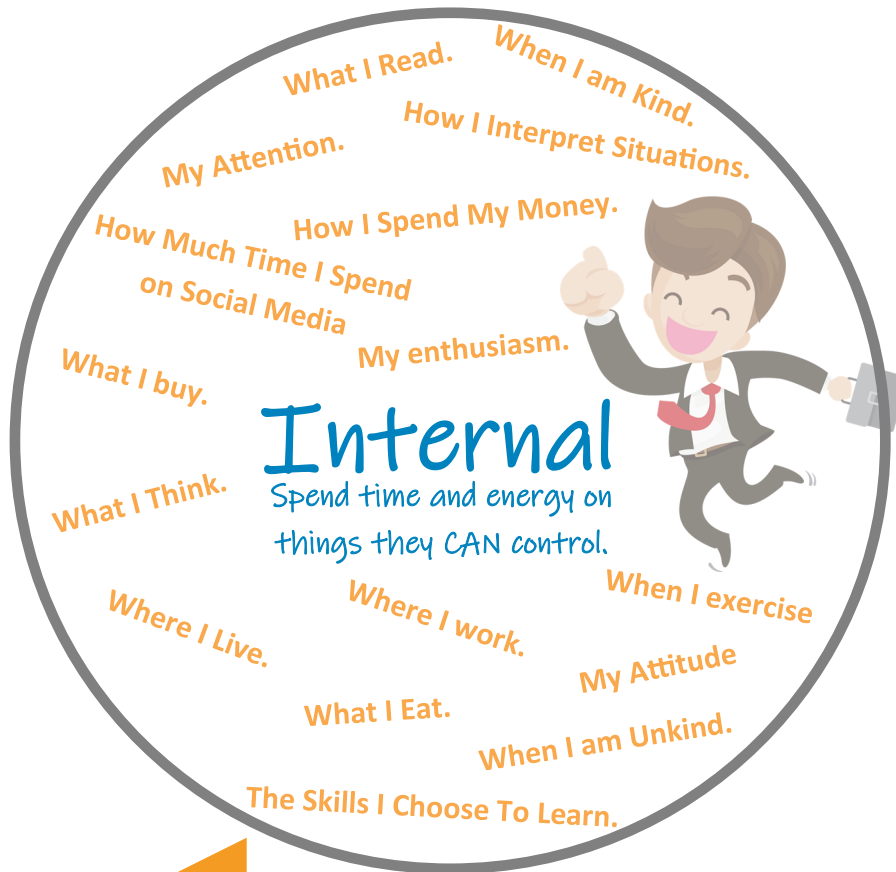 What I Read.
When I am Kind.
How I Interpret Situations.
My Attention.
How I Spend My Money.
How Much Time I Spend
on Social Media
My enthusiasm.
What I buy.
Internal
Spend time and energy on
things they CAN control.
What I Think.
When I exercise
Where I work.
Where I Live.
My Attitude
What I Eat.
When I am Unkind.
The Skills I Choose To Learn.